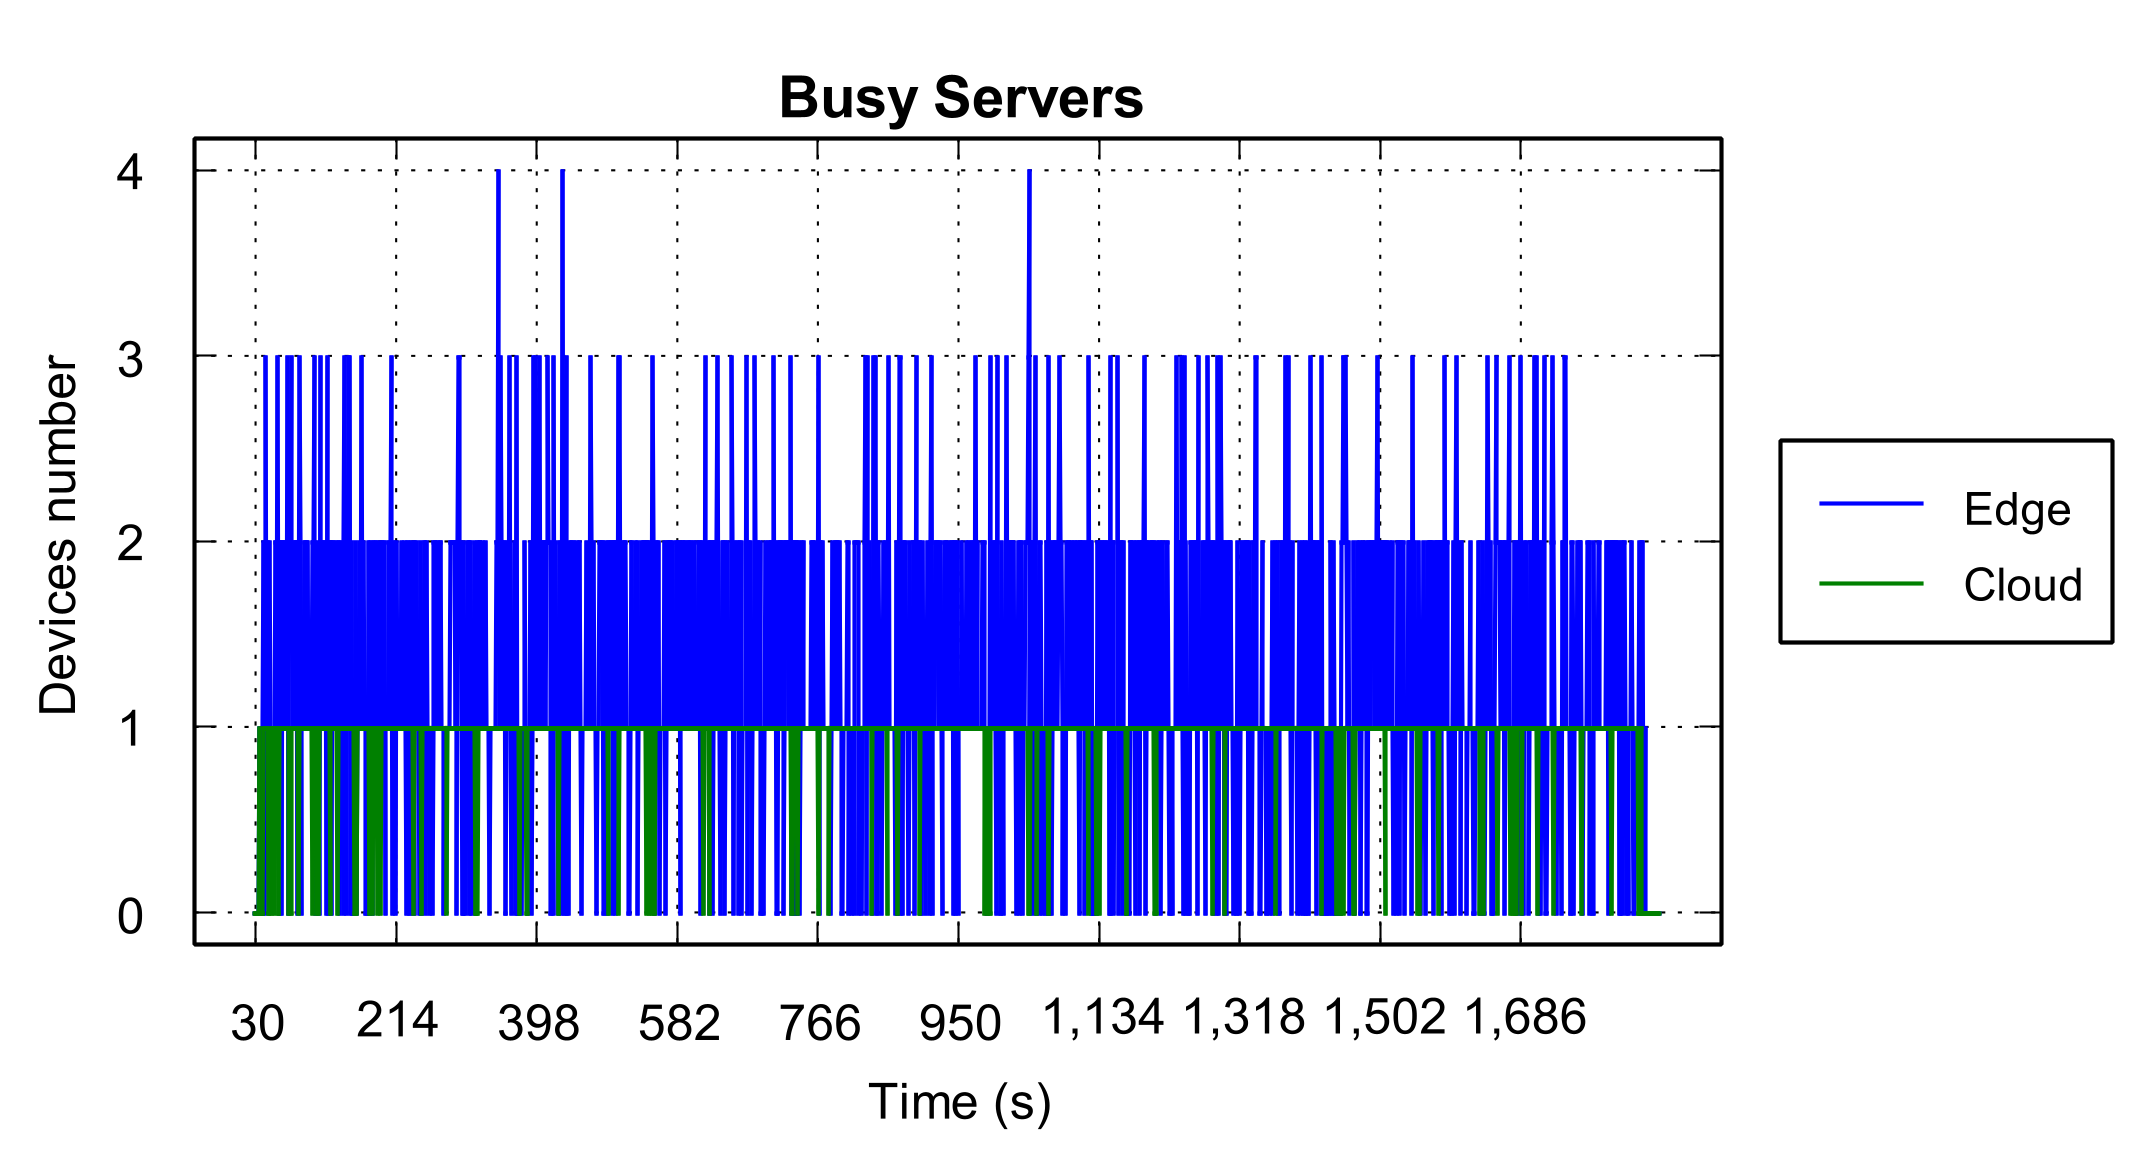 Busy Servers
4
3
2
1
0
Devices number
30 214 398 582 766 950 1,134 1,318 1,502 1,686
Time (s)
Edge
Cloud